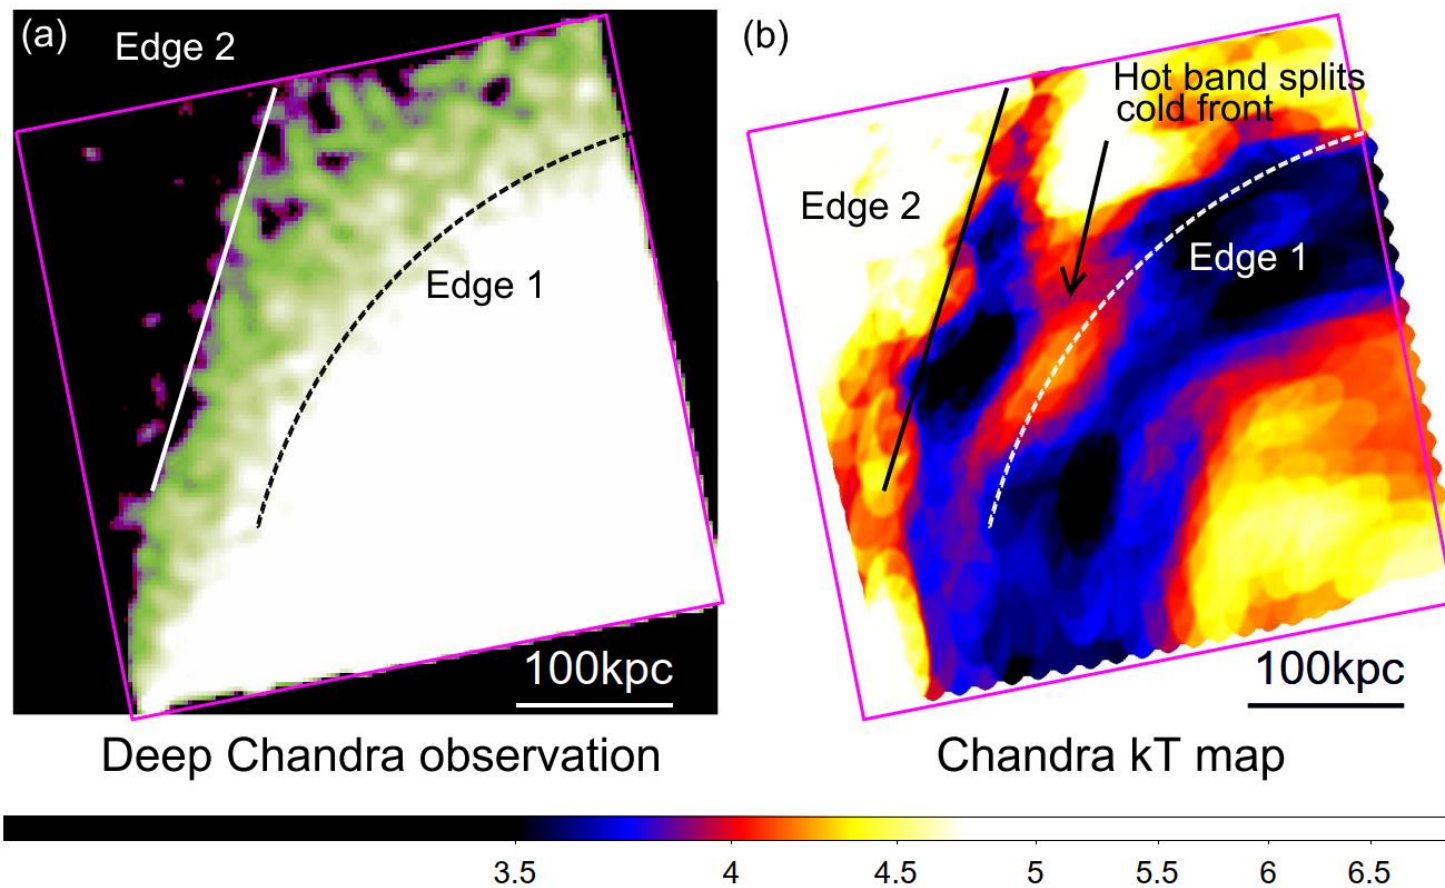 (a)
Edge 2
Edge 1
100kpc
Deep Chandra observation
(b)
Hot band splits
cold front
Edge 2
Edge 1
100kpc
Chandra kT map
3.5 4 4.5 5 5.5 6 6.5